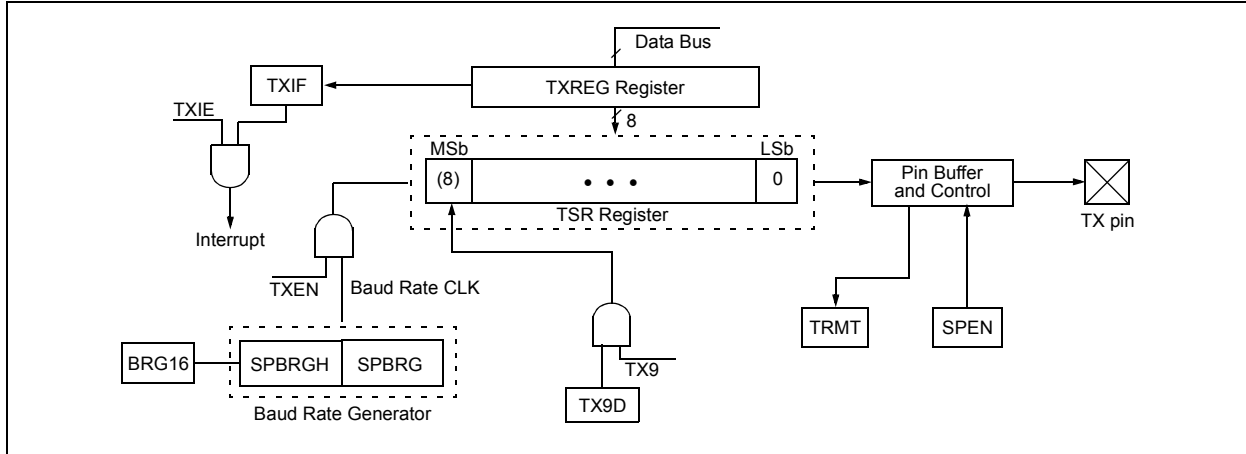 Data Bus
TXIF
TXREG Register
TXIE
8
MSb
LSb
(8)
• • •
0
Pin Buffer
and Control
TSR Register
TX pin
Interrupt
TXEN
Baud Rate CLK
TRMT
SPEN
BRG16
SPBRGH
SPBRG
TX9
TX9D
Baud Rate Generator